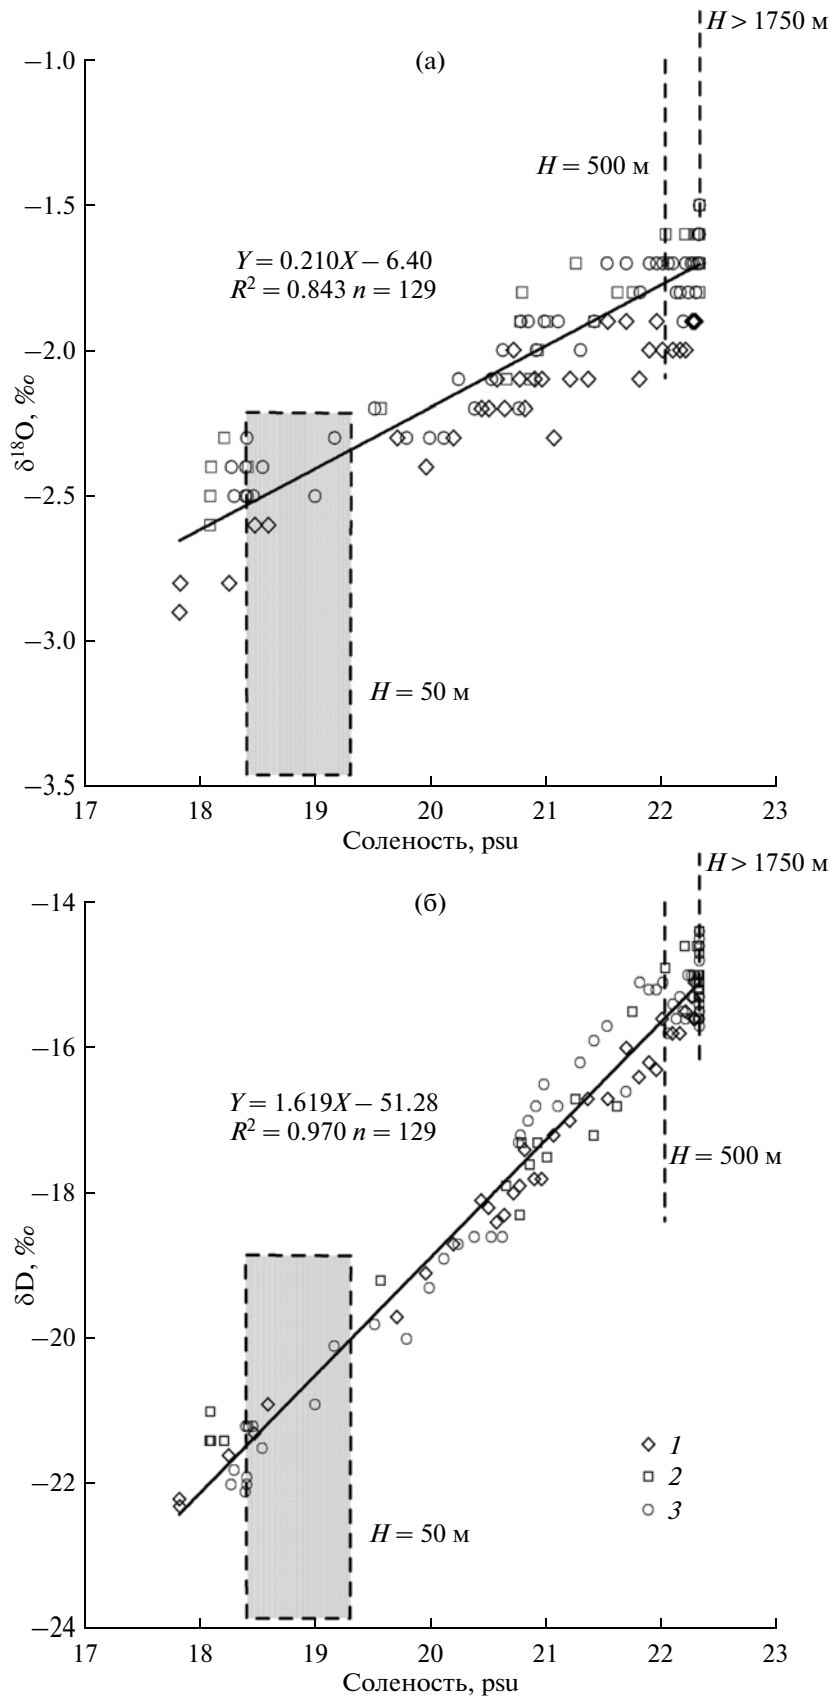 H > 1750 м
−1.0
(а)
H = 500 м
−1.5
Y = 0.210X − 6.40
R² = 0.843 n = 129
−2.0
δ¹⁸O, ‰
−2.5
−3.0
H = 50 м
−3.5
17 18 19 20 21 22 23
Соленость, psu
H > 1750 м
−14
(б)
−16
Y = 1.619X − 51.28
R² = 0.970 n = 129
H = 500 м
−18
δD, ‰
−20
1
2
−22
3
H = 50 м
−24
17 18 19 20 21 22 23
Соленость, psu